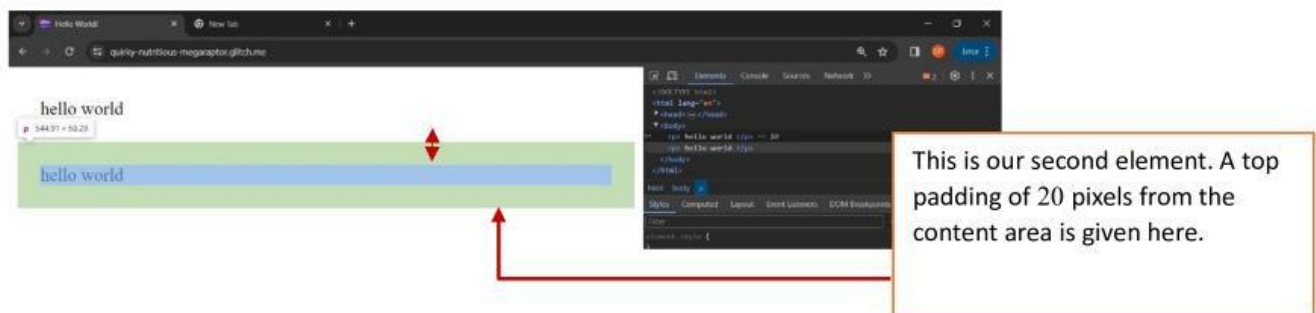 Hello World! New Tab
quirky-nutritious-megaraptor.glitch.me Error
Elements Console Sources Network
<!DOCTYPE html>
<html lang="en">
<head> </head>
<body>
<p> hello world </p> == $0
<p> hello world </p>
</body>
</html>
html body p
Styles Computed Layout Event Listeners DOM Breakpoints
Filter
element.style {
hello world
p 544.91 × 59.28
hello world
This is our second element. A top
padding of 20 pixels from the
content area is given here.